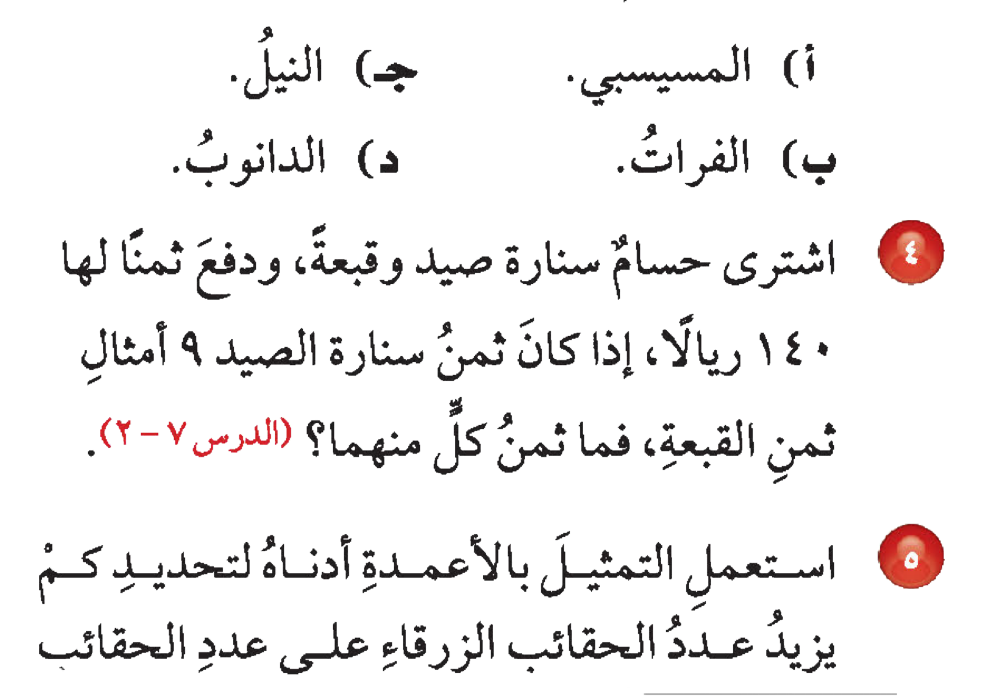 أ) المسيسبي. جـ) النيلُ.
ب) الفراتُ. د) الدانوبُ.
٤ اشترى حسامٌ سنارة صيد وقبعةً، ودفعَ ثمنًا لها
١٤٠ ريالًا، إذا كانَ ثمنُ سنارة الصيد ٩ أمثالِ
ثمنِ القبعةِ، فما ثمنُ كلٍّ منهما؟ (الدرس ٧ – ٢).
٥ استعملِ التمثيلَ بالأعمدةِ أدناهُ لتحديدِ كمْ
يزيدُ عددُ الحقائب الزرقاءِ على عددِ الحقائب